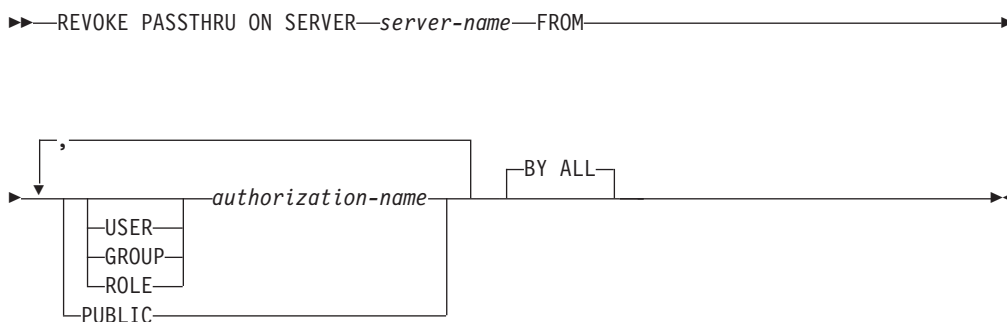 REVOKE PASSTHRU ON SERVER server-name FROM
,
BY ALL
authorization-name
USER
GROUP
ROLE
PUBLIC